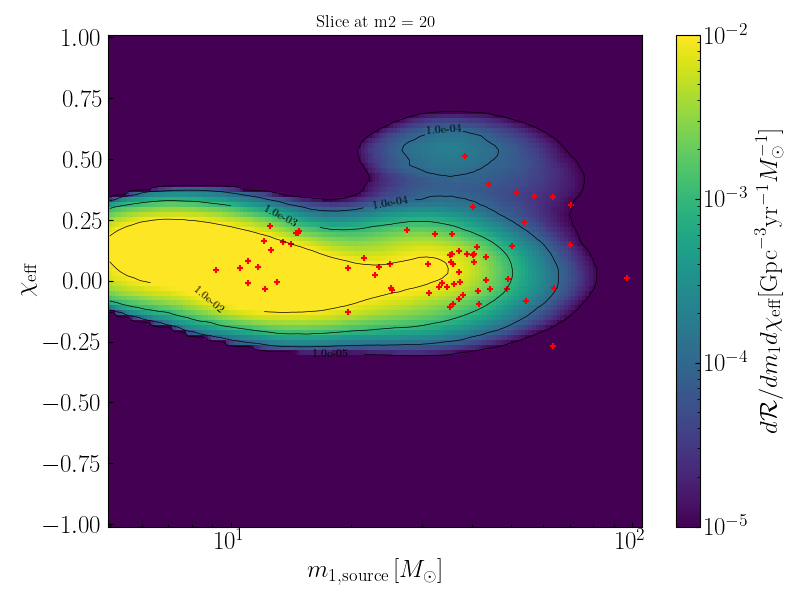 Slice at m2 = 20
1.00
0.75
0.50
0.25
0.00
−0.25
−0.50
−0.75
−1.00
χeff
1.0e-04
1.0e-04
1.0e-03
1.0e-02
1.0e-05
10¹
10²
m1,source [M⊙]
10⁻²
10⁻³
10⁻⁴
10⁻⁵
dℛ/dm1dχeff[Gpc⁻³yr⁻¹M⊙⁻¹]